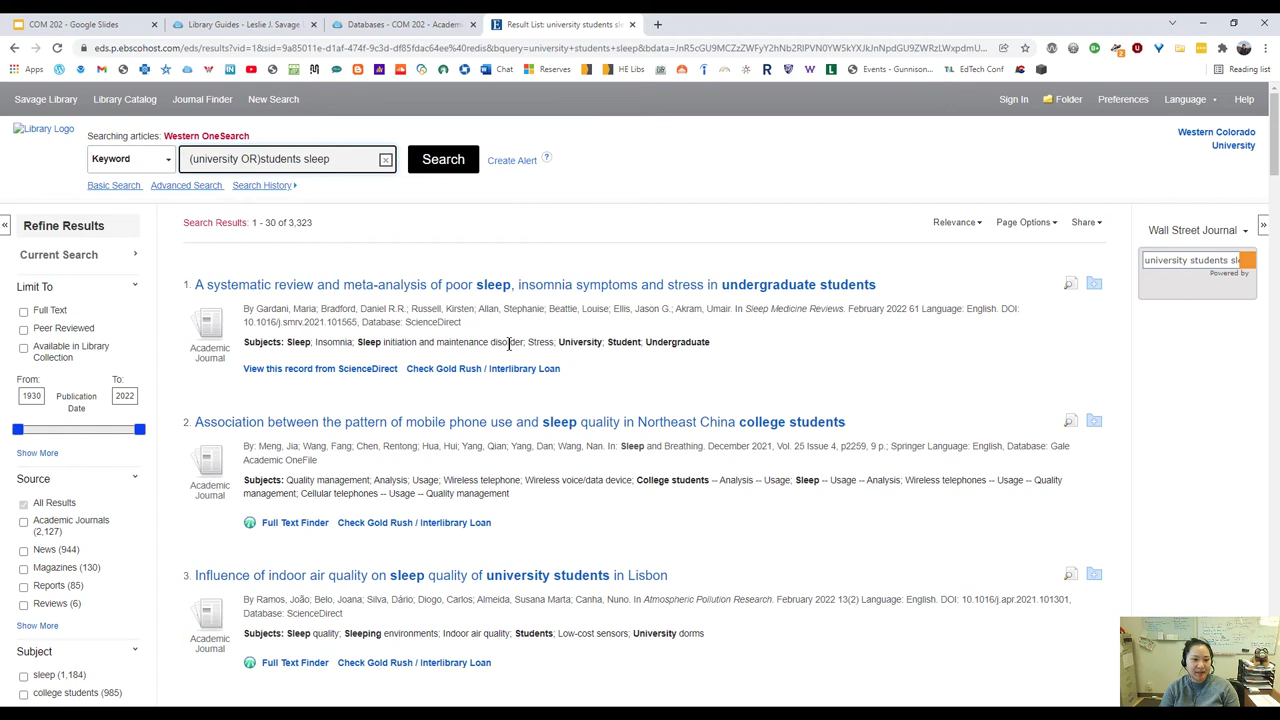 COM 202 - Google Slides
Library Guides - Leslie J. Savage
Databases - COM 202 - Academic
Result List: university students sle
eds.p.ebscohost.com/eds/results?vid=1&sid=9a85011e-d1af-474f-9c3d-df85fdac64ee%40redis&bquery=university+students+sleep&bdata=JnR5cGU9MCZzZWFyY2hNb2RlPVN0YW5kYXJkJnNpdGU9ZWRzLWxpdmUm
Apps
Chat
Reserves
HE Libs
Events - Gunnison...
EdTech Conf
Reading list
Savage Library
Library Catalog
Journal Finder
New Search
Sign In
Folder
Preferences
Language
Help
Library Logo
Searching articles: Western OneSearch
Western Colorado
University
Keyword
(university OR)students sleep
Search
Create Alert
Basic Search
Advanced Search
Search History
Refine Results
Current Search
Limit To
Full Text
Peer Reviewed
Available in Library
Collection
From:
To:
1930
Publication
Date
2022
Show More
Source
All Results
Academic Journals
(2,127)
News (944)
Magazines (130)
Reports (85)
Reviews (6)
Show More
Subject
sleep (1,184)
college students (985)
Search Results: 1 - 30 of 3,323
Relevance
Page Options
Share
1. A systematic review and meta-analysis of poor sleep, insomnia symptoms and stress in undergraduate students
By Gardani, Maria; Bradford, Daniel R.R.; Russell, Kirsten; Allan, Stephanie; Beattie, Louise; Ellis, Jason G.; Akram, Umair. In Sleep Medicine Reviews. February 2022 61 Language: English. DOI:
10.1016/j.smrv.2021.101565, Database: ScienceDirect
Academic
Journal
Subjects: Sleep; Insomnia; Sleep initiation and maintenance disorder; Stress; University; Student; Undergraduate
View this record from ScienceDirect
Check Gold Rush / Interlibrary Loan
2. Association between the pattern of mobile phone use and sleep quality in Northeast China college students
By: Meng, Jia; Wang, Fang; Chen, Rentong; Hua, Hui; Yang, Qian; Yang, Dan; Wang, Nan. In: Sleep and Breathing. December 2021, Vol. 25 Issue 4, p2259, 9 p.; Springer Language: English, Database: Gale
Academic OneFile
Academic
Journal
Subjects: Quality management; Analysis; Usage; Wireless telephone; Wireless voice/data device; College students -- Analysis -- Usage; Sleep -- Usage -- Analysis; Wireless telephones -- Usage -- Quality
management; Cellular telephones -- Usage -- Quality management
Full Text Finder
Check Gold Rush / Interlibrary Loan
3. Influence of indoor air quality on sleep quality of university students in Lisbon
By Ramos, João; Belo, Joana; Silva, Dário; Diogo, Carlos; Almeida, Susana Marta; Canha, Nuno. In Atmospheric Pollution Research. February 2022 13(2) Language: English. DOI: 10.1016/j.apr.2021.101301,
Database: ScienceDirect
Academic
Journal
Subjects: Sleep quality; Sleeping environments; Indoor air quality; Students; Low-cost sensors; University dorms
Full Text Finder
Check Gold Rush / Interlibrary Loan
Wall Street Journal
university students sl
Powered by